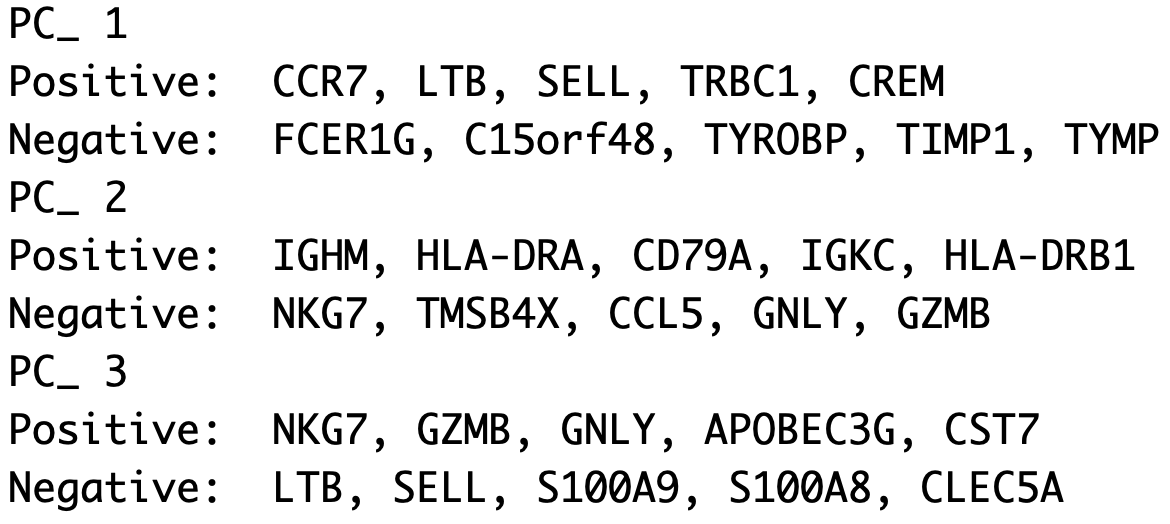 PC_ 1
Positive:  CCR7, LTB, SELL, TRBC1, CREM
Negative:  FCER1G, C15orf48, TYROBP, TIMP1, TYMP
PC_ 2
Positive:  IGHM, HLA-DRA, CD79A, IGKC, HLA-DRB1
Negative:  NKG7, TMSB4X, CCL5, GNLY, GZMB
PC_ 3
Positive:  NKG7, GZMB, GNLY, APOBEC3G, CST7
Negative:  LTB, SELL, S100A9, S100A8, CLEC5A